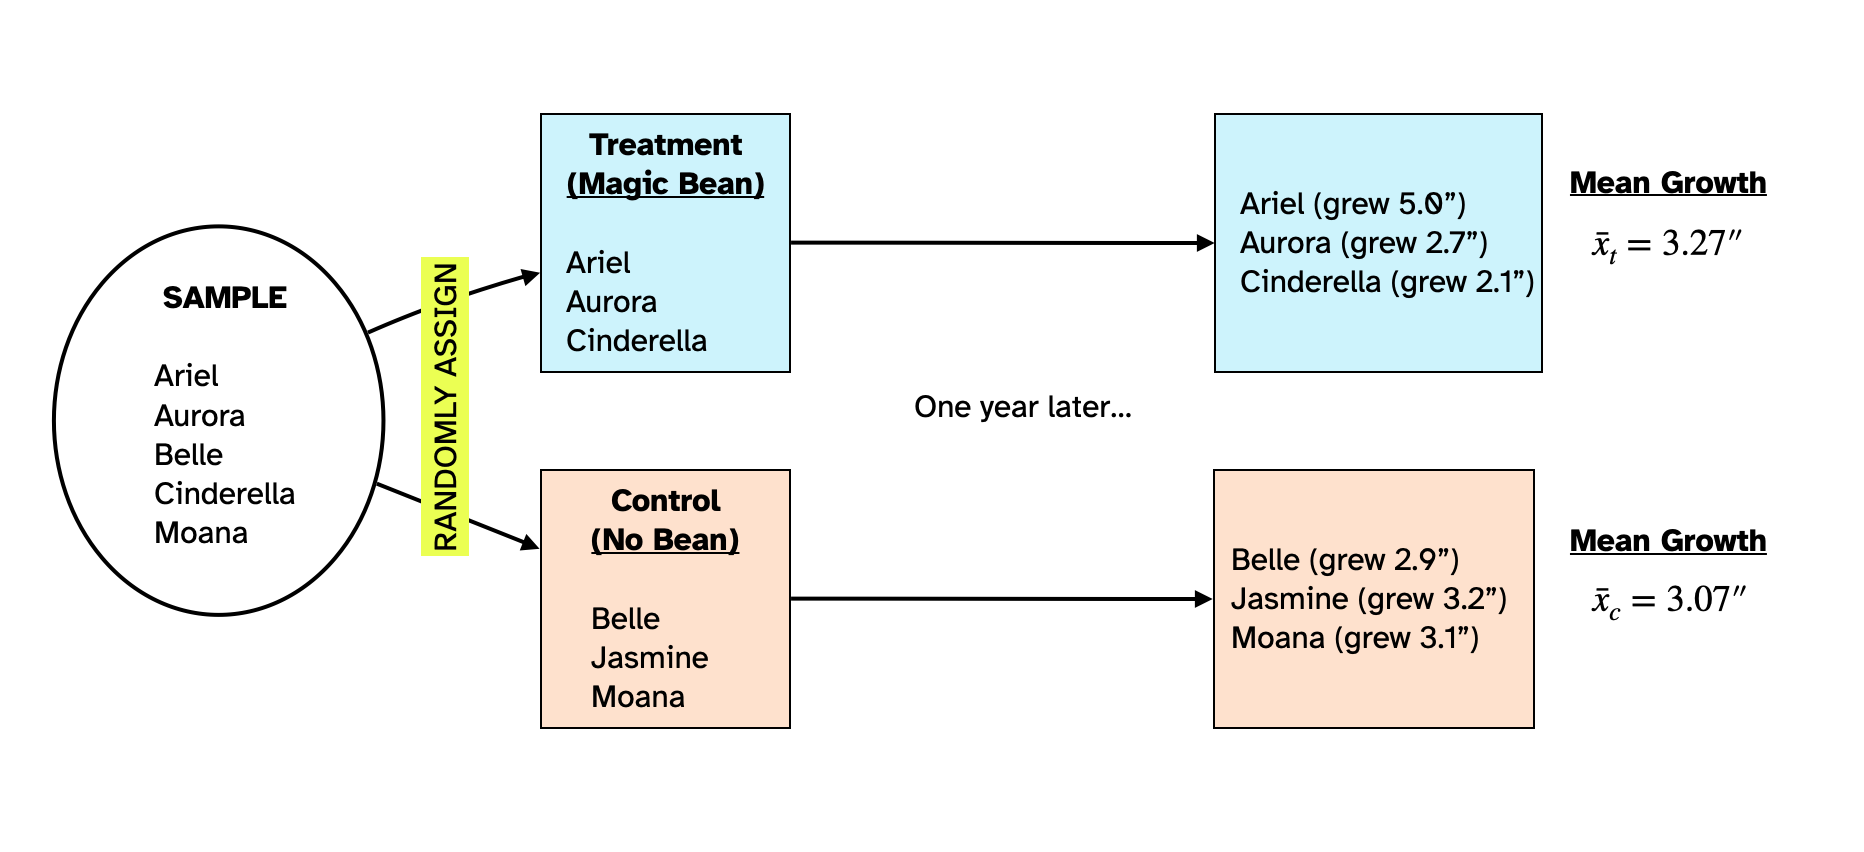 SAMPLE
Ariel
Aurora
Belle
Cinderella
Moana
RANDOMLY ASSIGN
Treatment
(Magic Bean)
Ariel
Aurora
Cinderella
Control
(No Bean)
Belle
Jasmine
Moana
One year later...
Ariel (grew 5.0”)
Aurora (grew 2.7”)
Cinderella (grew 2.1”)
Mean Growth
x̄ₜ = 3.27″
Belle (grew 2.9”)
Jasmine (grew 3.2”)
Moana (grew 3.1”)
Mean Growth
x̄_c = 3.07″